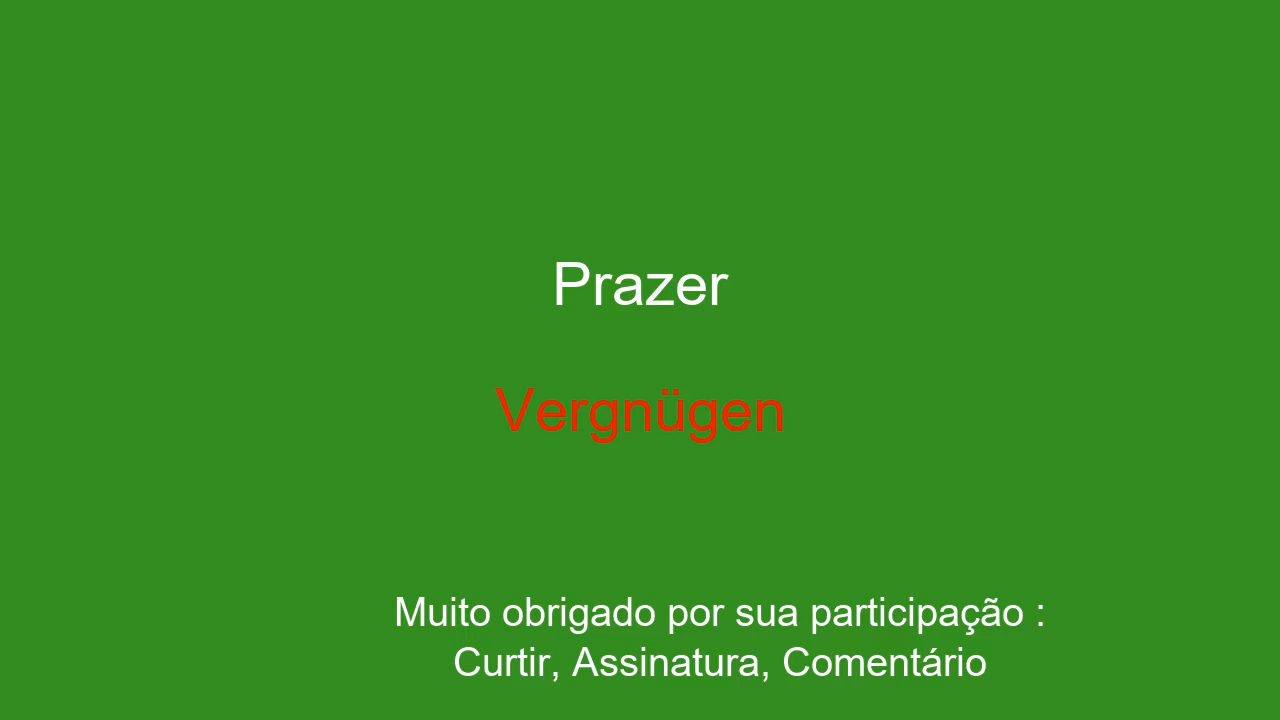 Prazer
Vergnügen
Muito obrigado por sua participação :
Curtir, Assinatura, Comentário